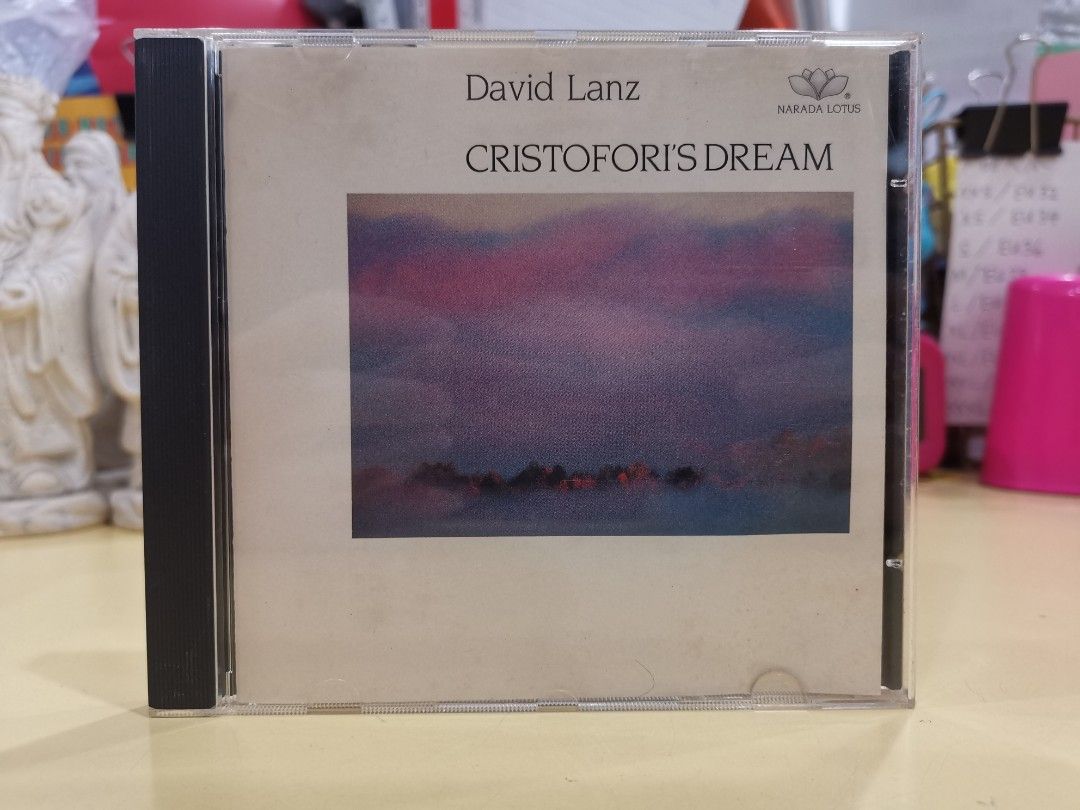 David Lanz
NARADA LOTUS®
CRISTOFORI'S DREAM